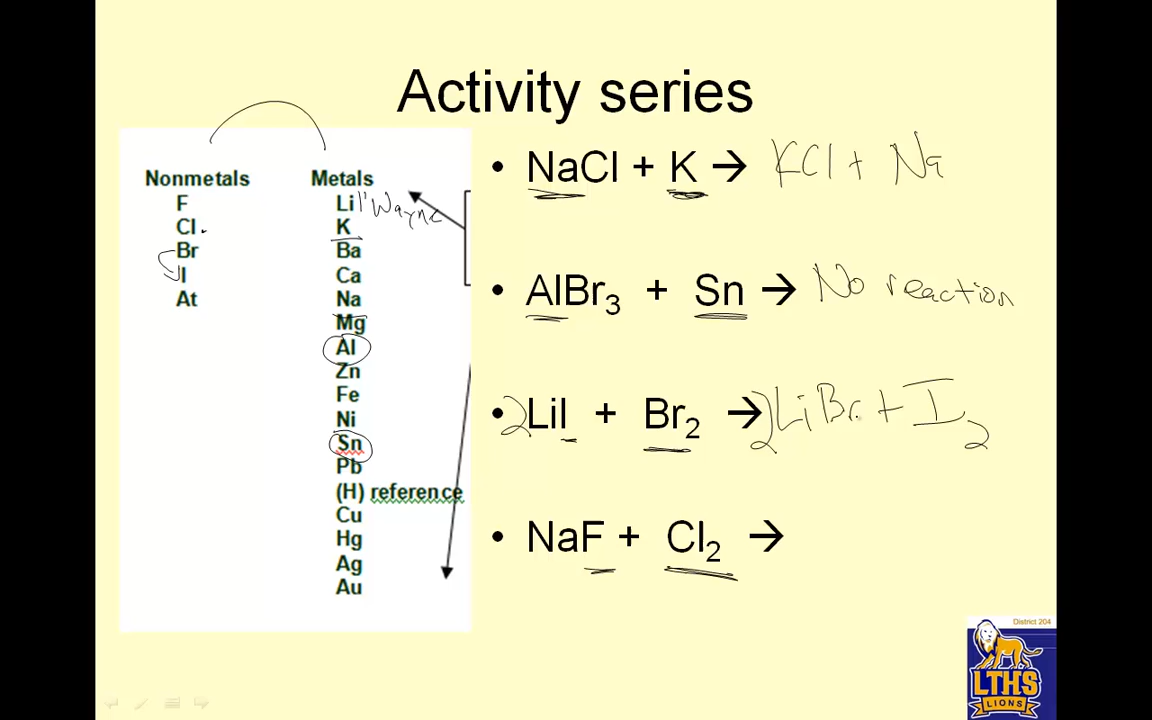 Activity series
Nonmetals
F
Cl
Br
I
At
Metals
Li l' Wayne
K
Ba
Ca
Na
Mg
Al
Zn
Fe
Ni
Sn
Pb
(H) reference
Cu
Hg
Ag
Au
• NaCl + K → KCl + Na
• AlBr₃ + Sn → No reaction
• 2LiI + Br₂ → 2LiBr + I₂
• NaF + Cl₂ →
District 204
LTHS
LIONS